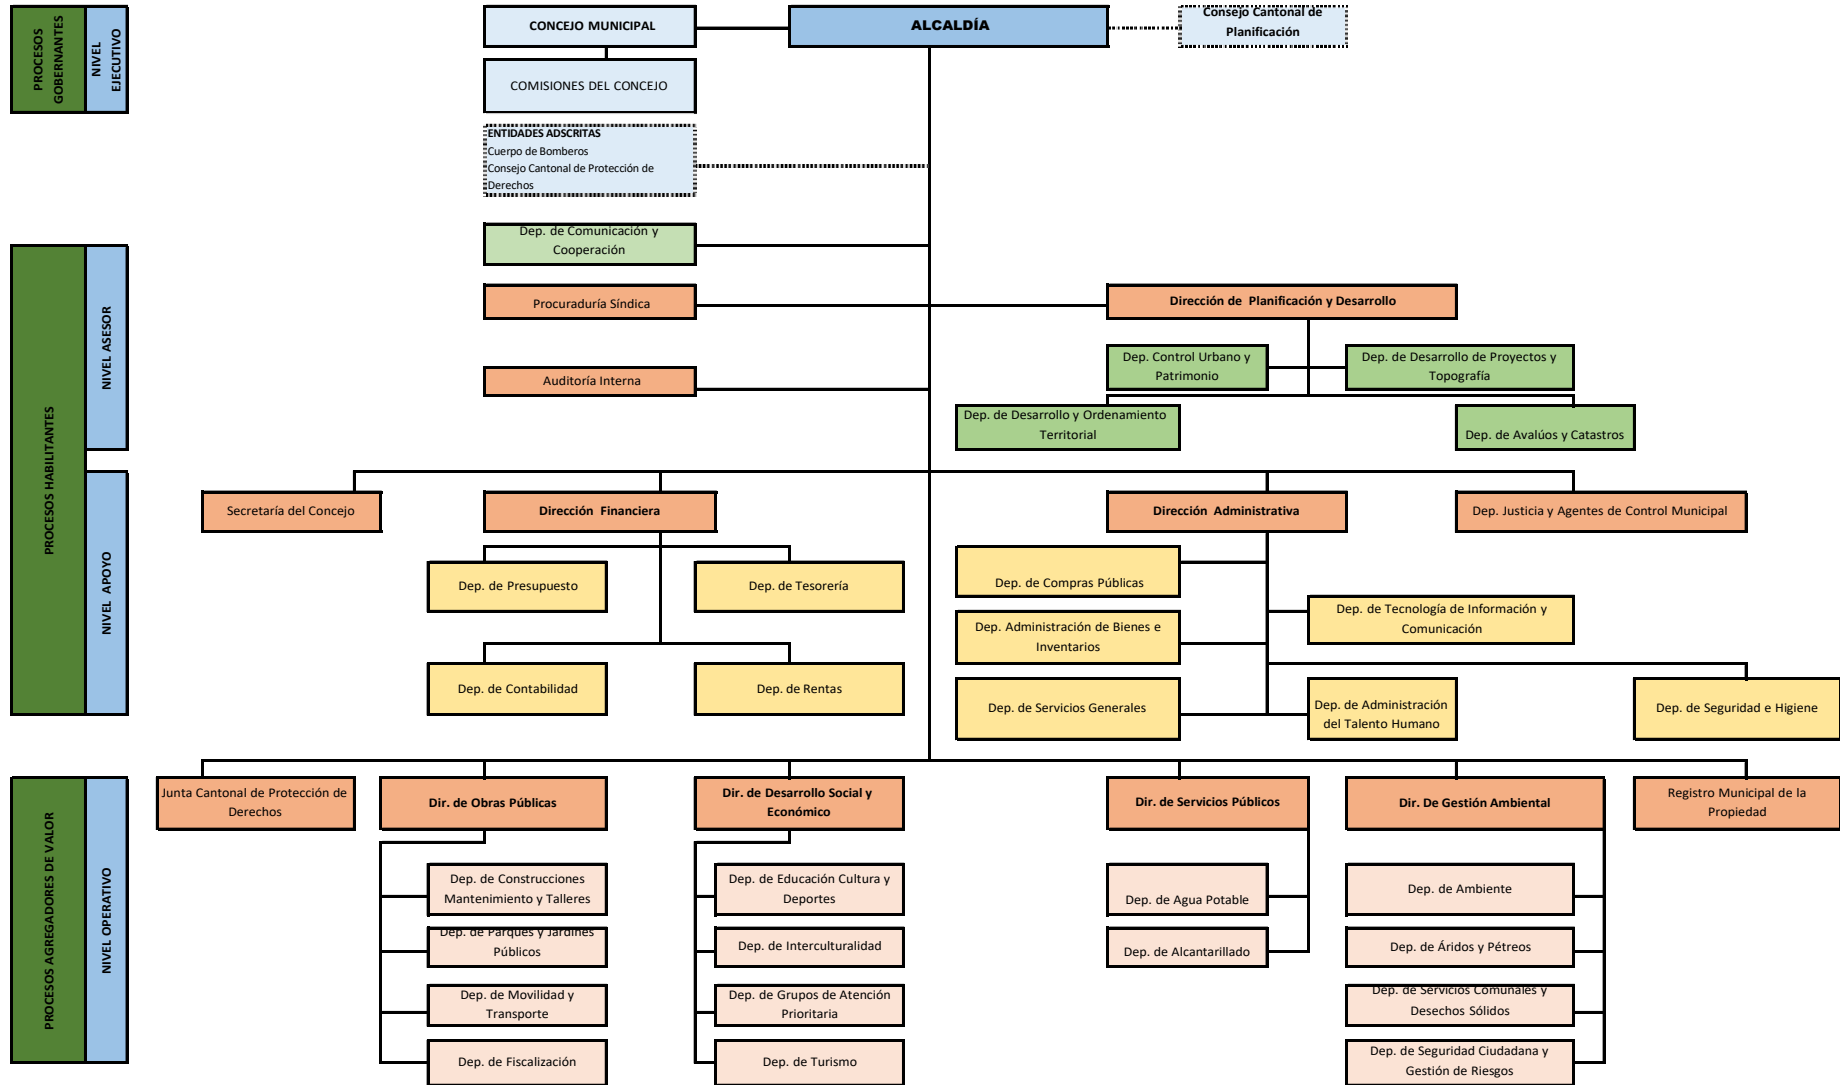 PROCESOS
GOBERNANTES
NIVEL
EJECUTIVO
CONCEJO MUNICIPAL
ALCALDÍA
Consejo Cantonal de
Planificación
COMISIONES DEL CONCEJO
ENTIDADES ADSCRITAS
Cuerpo de Bomberos
Consejo Cantonal de Protección de
Derechos
PROCESOS HABILITANTES
NIVEL ASESOR
Dep. de Comunicación y
Cooperación
Procuraduría Síndica
Dirección de Planificación y Desarrollo
Auditoría Interna
Dep. Control Urbano y
Patrimonio
Dep. de Desarrollo de Proyectos y
Topografía
Dep. de Desarrollo y Ordenamiento
Territorial
Dep. de Avalúos y Catastros
NIVEL APOYO
Secretaría del Concejo
Dirección Financiera
Dirección Administrativa
Dep. Justicia y Agentes de Control Municipal
Dep. de Presupuesto
Dep. de Tesorería
Dep. de Compras Públicas
Dep. de Tecnología de Información y
Comunicación
Dep. Administración de Bienes e
Inventarios
Dep. de Contabilidad
Dep. de Rentas
Dep. de Servicios Generales
Dep. de Administración
del Talento Humano
Dep. de Seguridad e Higiene
PROCESOS AGREGADORES DE VALOR
NIVEL OPERATIVO
Junta Cantonal de Protección de
Derechos
Dir. de Obras Públicas
Dir. de Desarrollo Social y
Económico
Dir. de Servicios Públicos
Dir. De Gestión Ambiental
Registro Municipal de la
Propiedad
Dep. de Construcciones
Mantenimiento y Talleres
Dep. de Educación Cultura y
Deportes
Dep. de Agua Potable
Dep. de Ambiente
Dep. de Parques y Jardines
Públicos
Dep. de Interculturalidad
Dep. de Alcantarillado
Dep. de Áridos y Pétreos
Dep. de Movilidad y
Transporte
Dep. de Grupos de Atención
Prioritaria
Dep. de Servicios Comunales y
Desechos Sólidos
Dep. de Fiscalización
Dep. de Turismo
Dep. de Seguridad Ciudadana y
Gestión de Riesgos